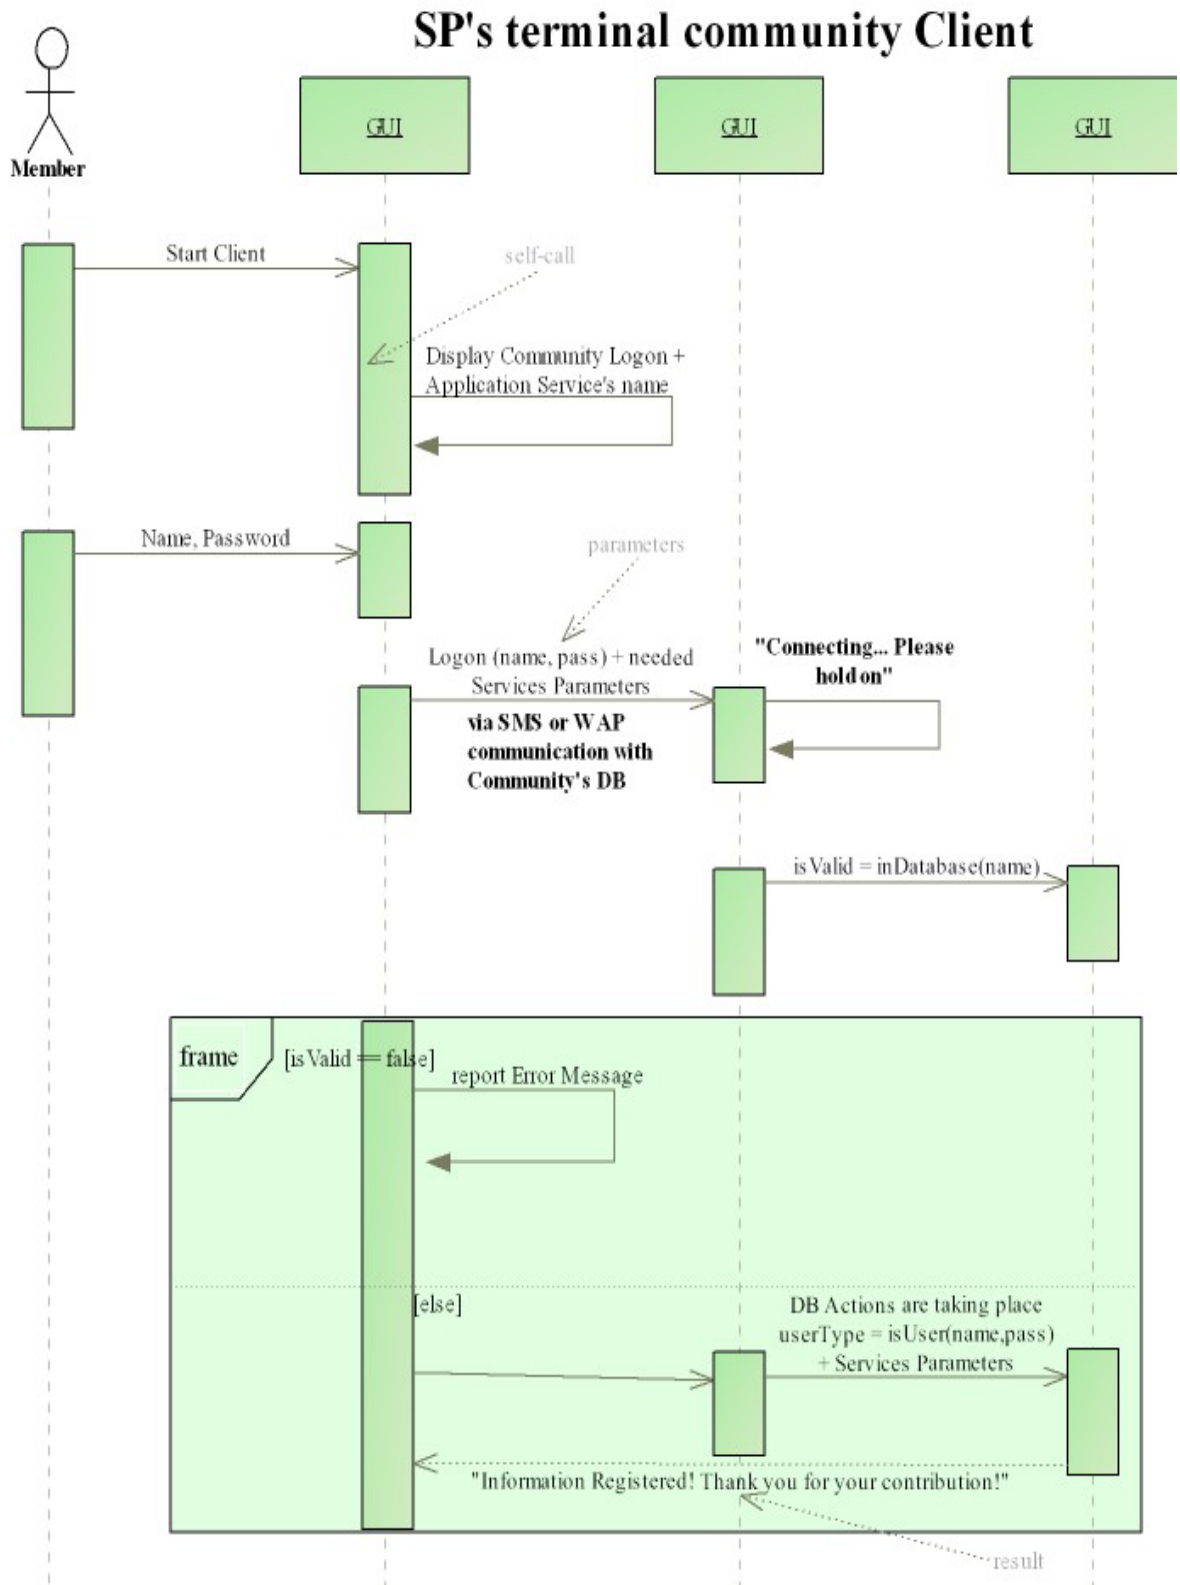 SP's terminal community Client
Member
GUI
GUI
GUI
Start Client
self-call
Display Community Logon +
Application Service's name
Name, Password
parameters
Logon (name, pass) + needed
Services Parameters
via SMS or WAP
communication with
Community's DB
"Connecting... Please
hold on"
isValid = inDatabase(name)
frame
[isValid == false]
report Error Message
[else]
DB Actions are taking place
userType = isUser(name,pass)
+ Services Parameters
"Information Registered! Thank you for your contribution!"
result